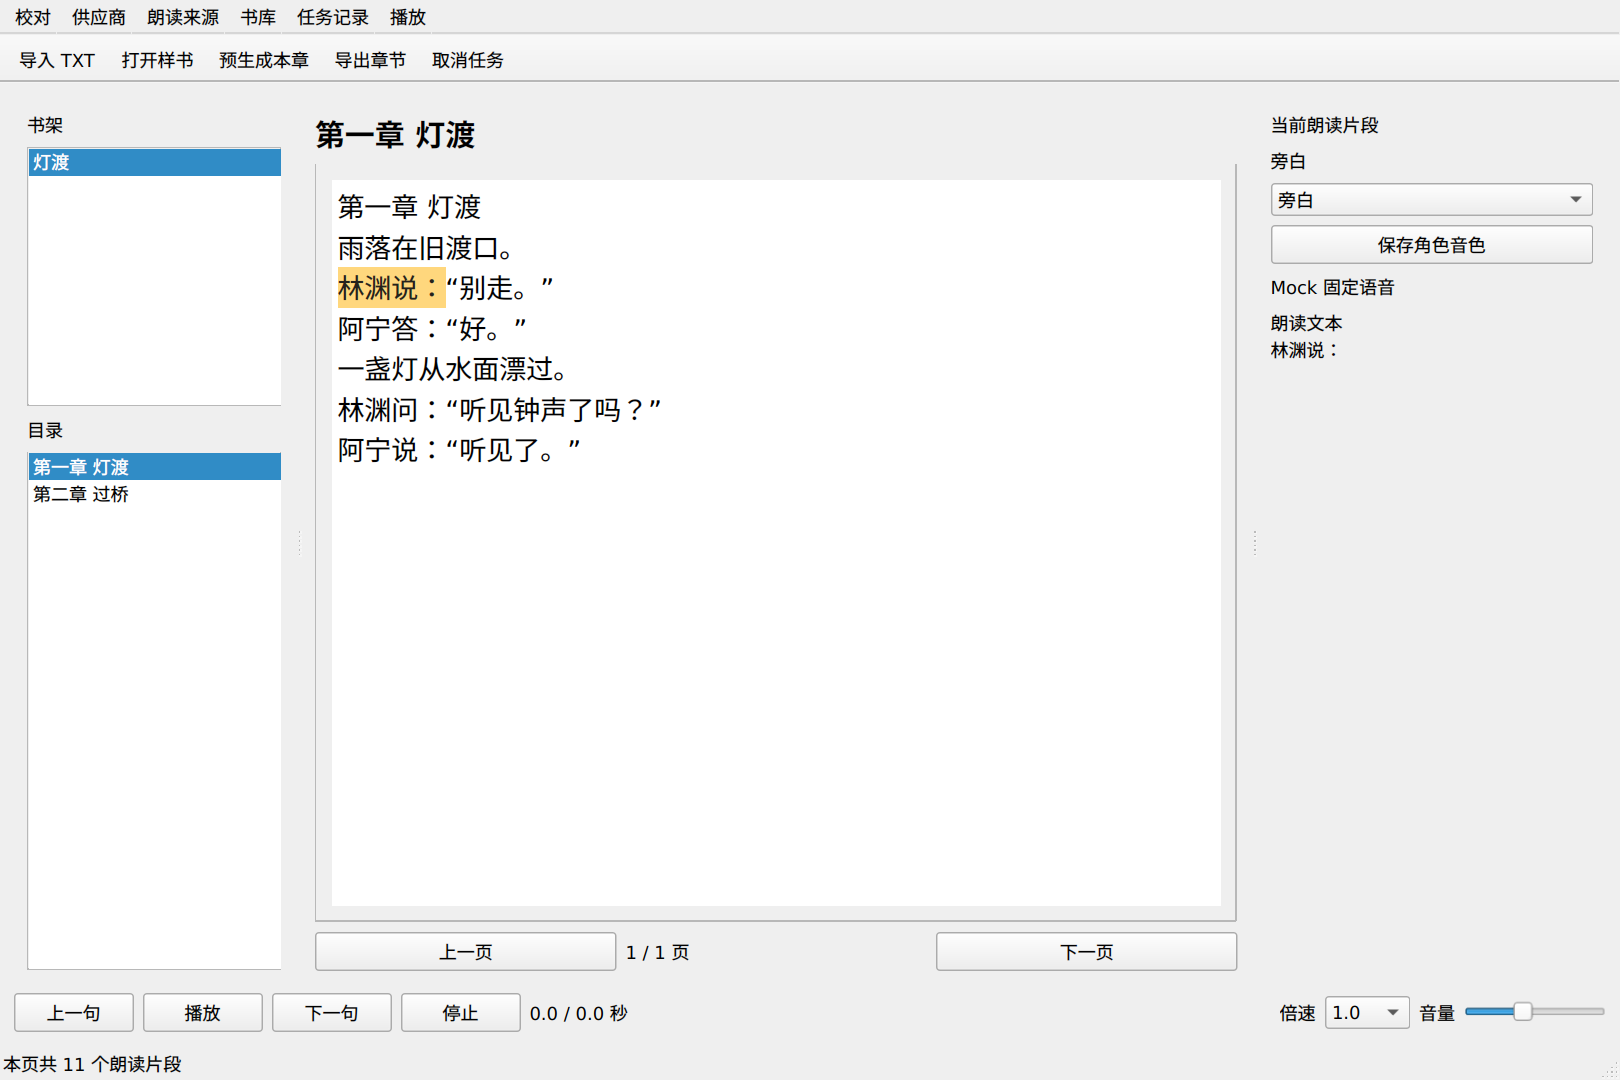 校对 供应商 朗读来源 书库 任务记录 播放
导入 TXT 打开样书 预生成本章 导出章节 取消任务
书架
灯渡
目录
第一章 灯渡
第二章 过桥
第一章 灯渡
第一章 灯渡
雨落在旧渡口。
林渊说：“别走。”
阿宁答：“好。”
一盏灯从水面漂过。
林渊问：“听见钟声了吗？”
阿宁说：“听见了。”
上一页 1 / 1 页 下一页
当前朗读片段
旁白
旁白
保存角色音色
Mock 固定语音
朗读文本
林渊说：
上一句 播放 下一句 停止 0.0 / 0.0 秒 倍速 1.0 音量
本页共 11 个朗读片段